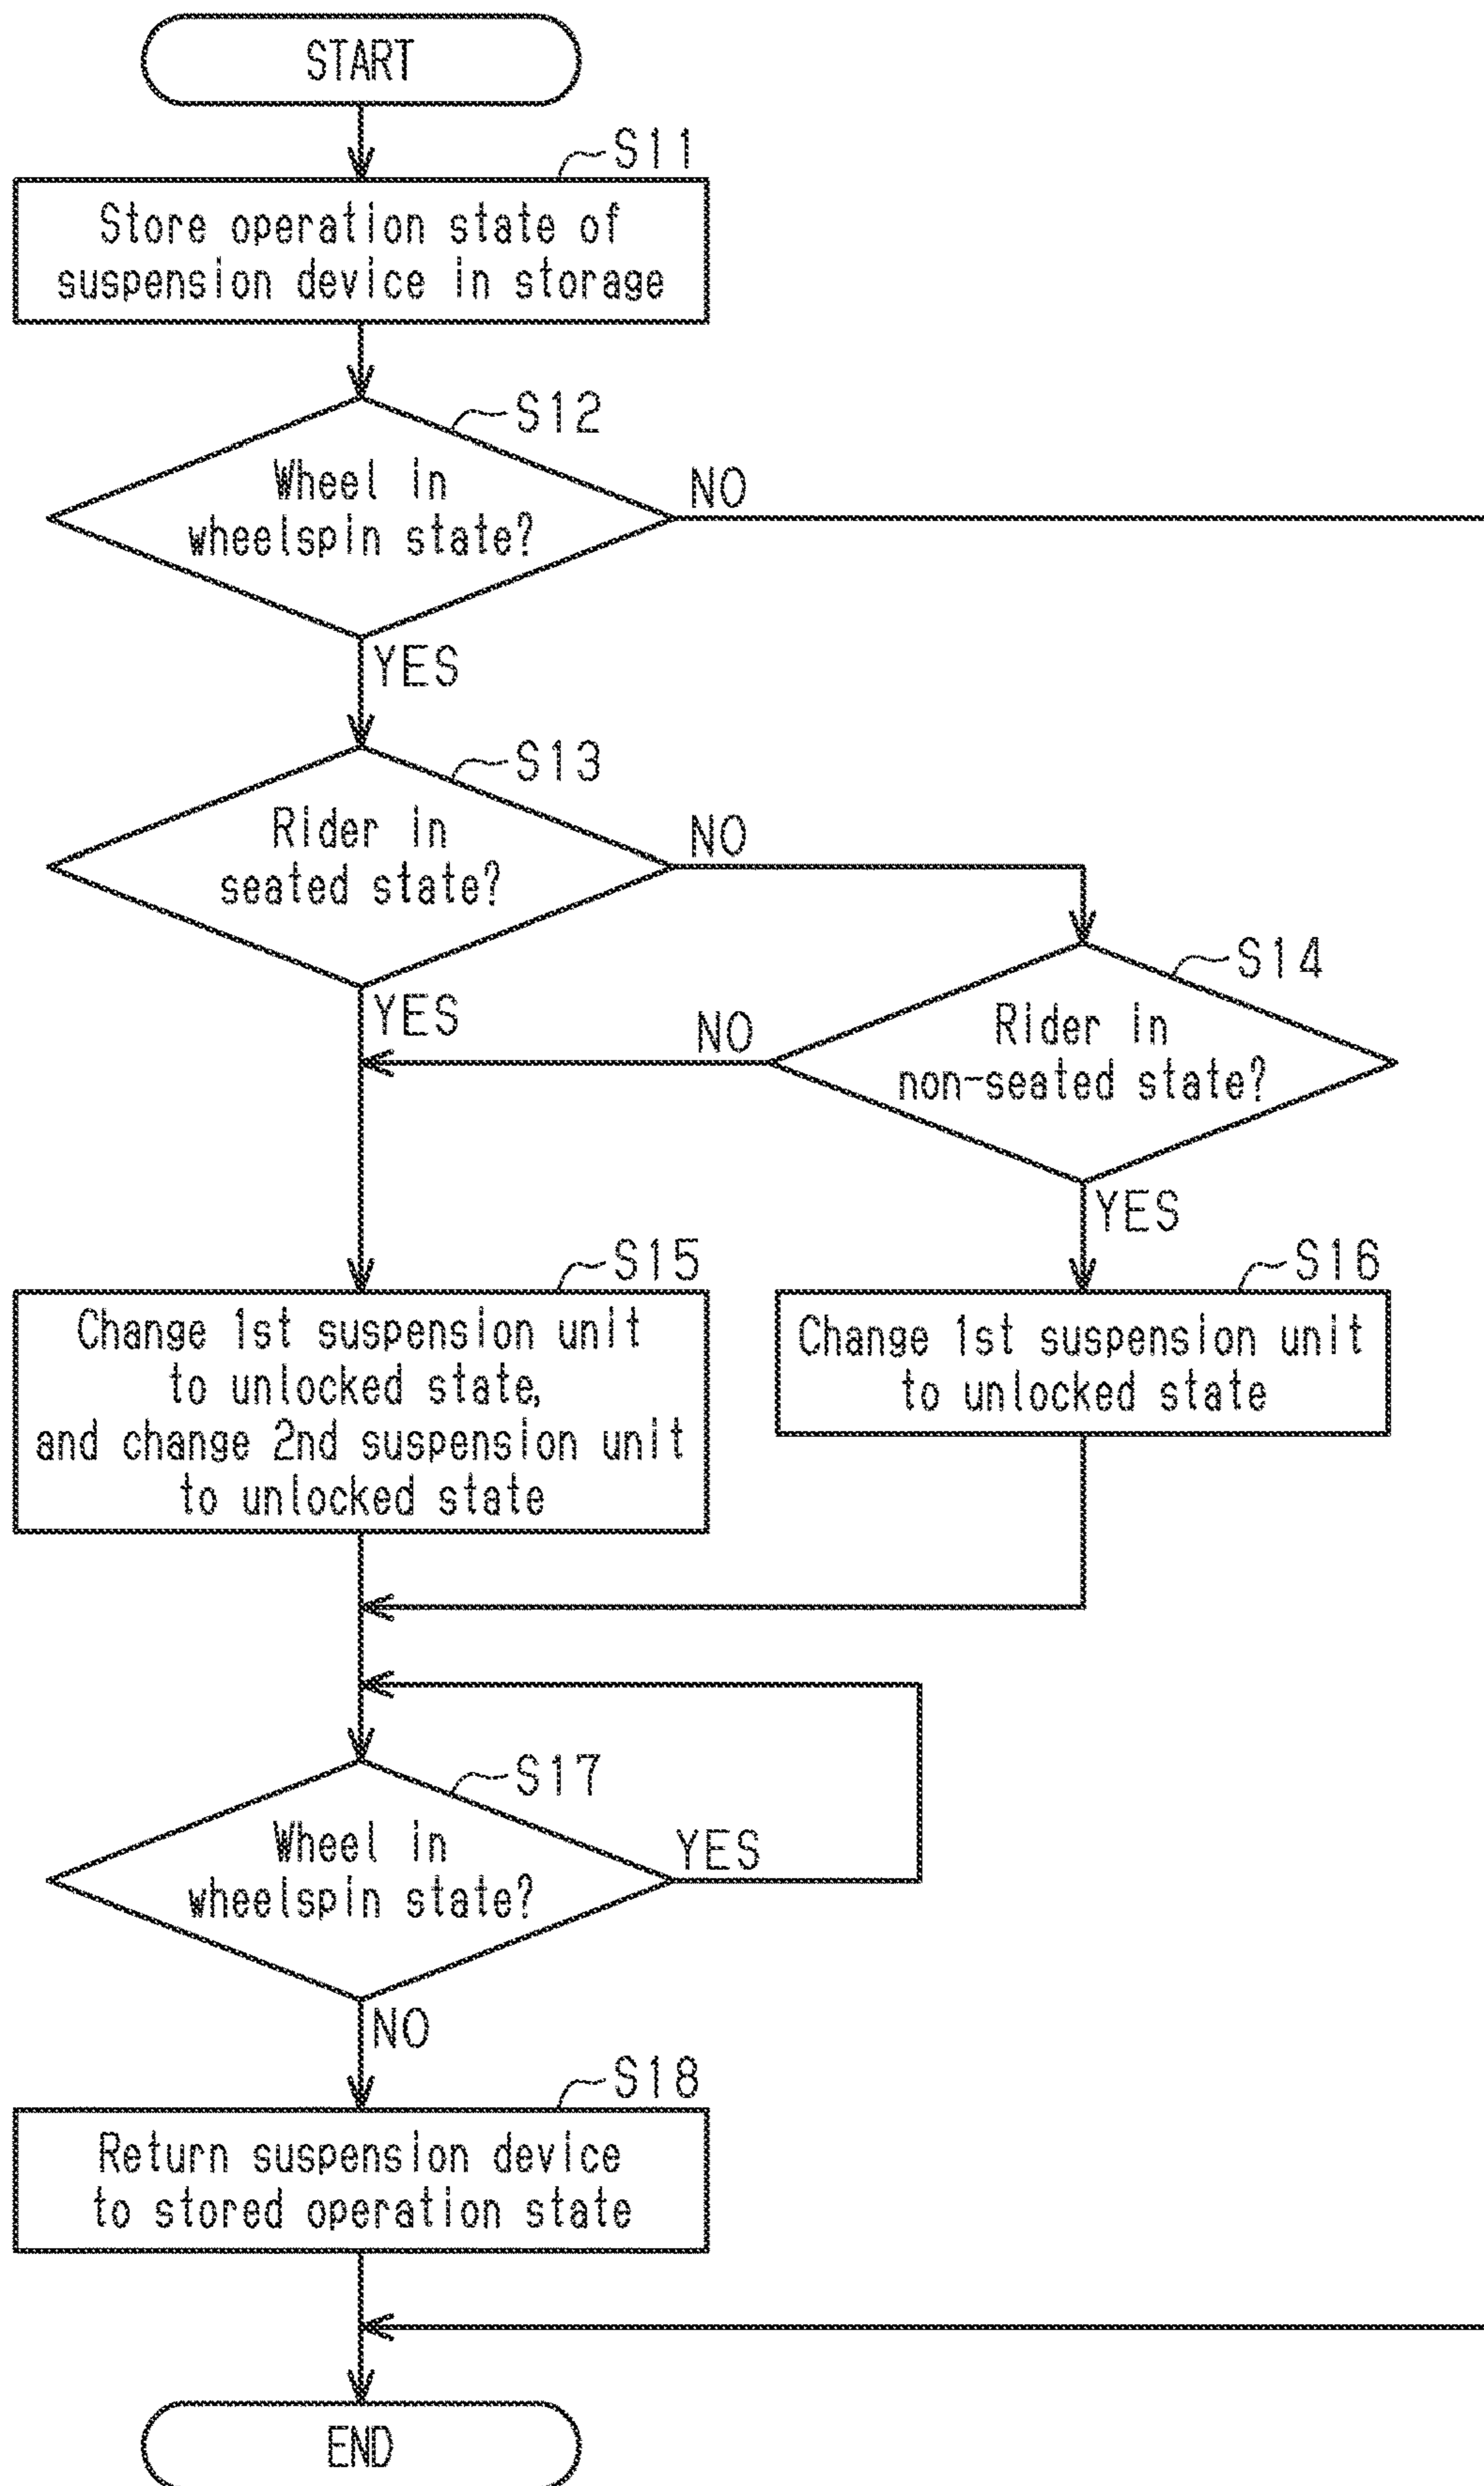 START
S11
Store operation state of
suspension device in storage
S12
Wheel in
wheelspin state?
NO
YES
S13
Rider in
seated state?
NO
YES
S14
Rider in
non-seated state?
NO
YES
S15
Change 1st suspension unit
to unlocked state,
and change 2nd suspension unit
to unlocked state
S16
Change 1st suspension unit
to unlocked state
S17
Wheel in
wheelspin state?
YES
NO
S18
Return suspension device
to stored operation state
END